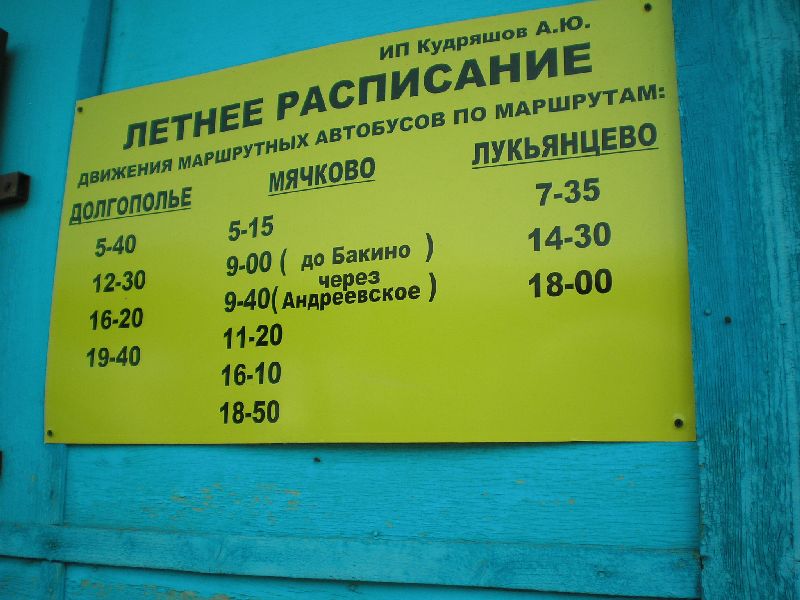 ИП Кудряшов А.Ю.
ЛЕТНЕЕ РАСПИСАНИЕ
ДВИЖЕНИЯ МАРШРУТНЫХ АВТОБУСОВ ПО МАРШРУТАМ:
ДОЛГОПОЛЬЕ
5-40
12-30
16-20
19-40
МЯЧКОВО
5-15
9-00 ( до Бакино )
через
9-40 ( Андреевское )
11-20
16-10
18-50
ЛУКЬЯНЦЕВО
7-35
14-30
18-00